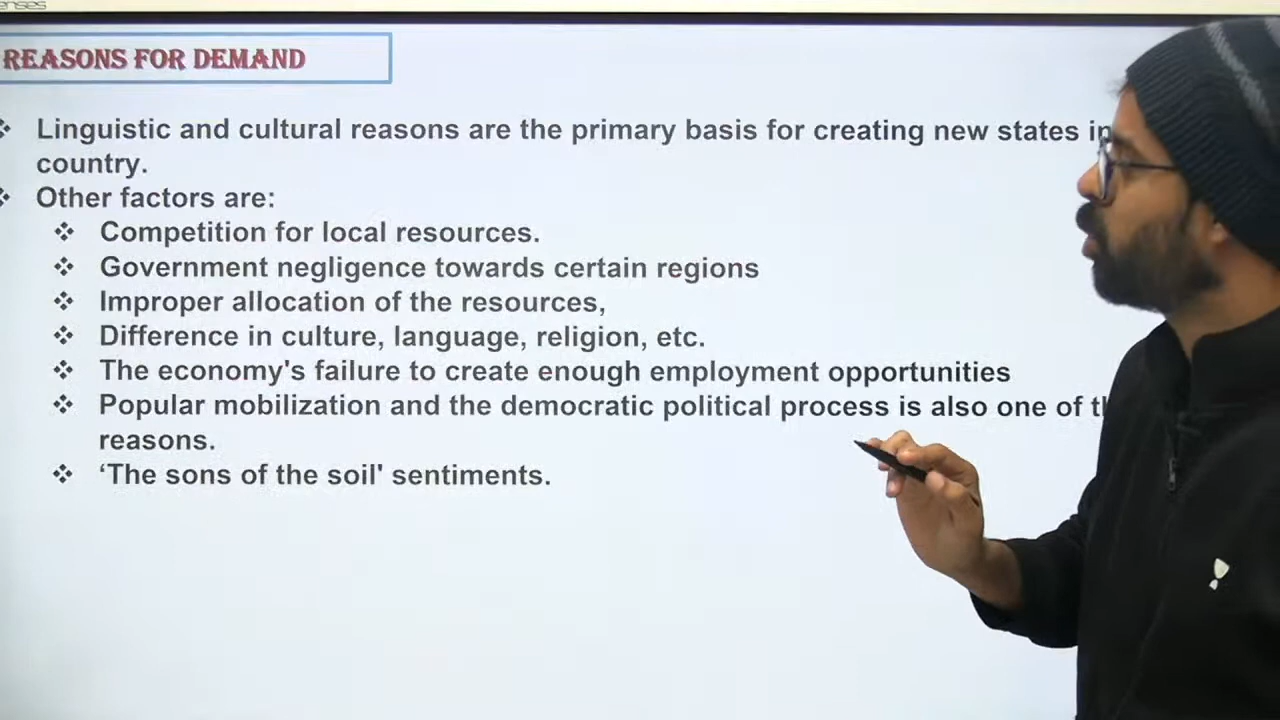 REASONS FOR DEMAND
Linguistic and cultural reasons are the primary basis for creating new states in
country.
Other factors are:
Competition for local resources.
Government negligence towards certain regions
Improper allocation of the resources,
Difference in culture, language, religion, etc.
The economy's failure to create enough employment opportunities
Popular mobilization and the democratic political process is also one of
reasons.
‘The sons of the soil' sentiments.